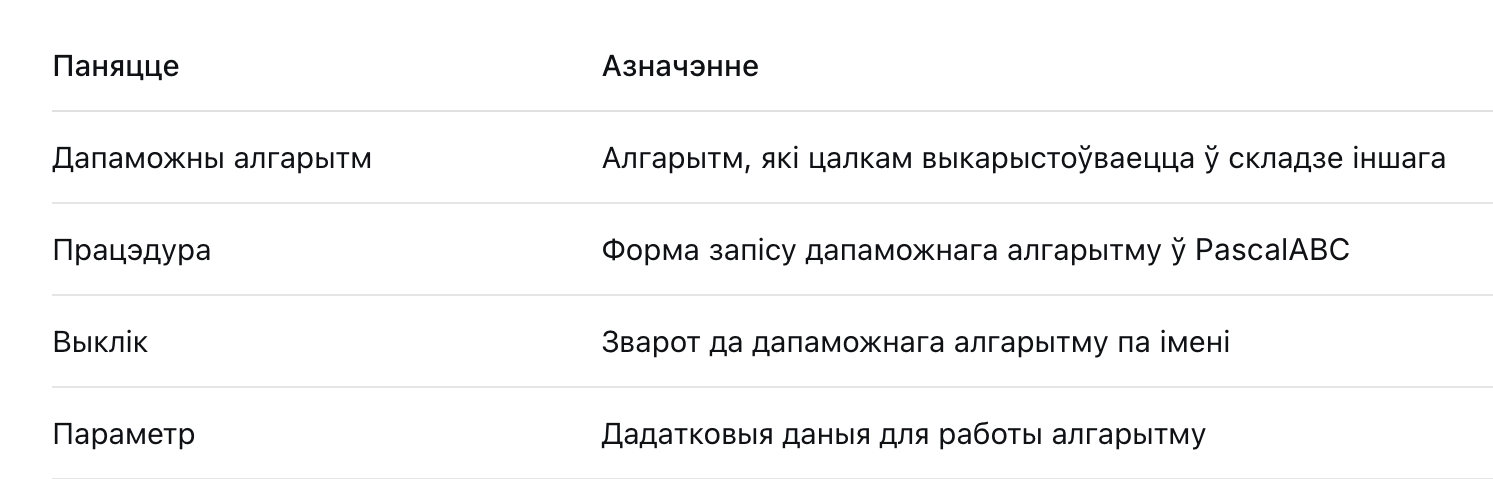 Паняцце Азначэнне
Дапаможны алгарытм Алгарытм, які цалкам выкарыстоўваецца ў складзе іншага
Працэдура Форма запісу дапаможнага алгарытму ў PascalABC
Выклік Зварот да дапаможнага алгарытму па імені
Параметр Дадатковыя даныя для работы алгарытму